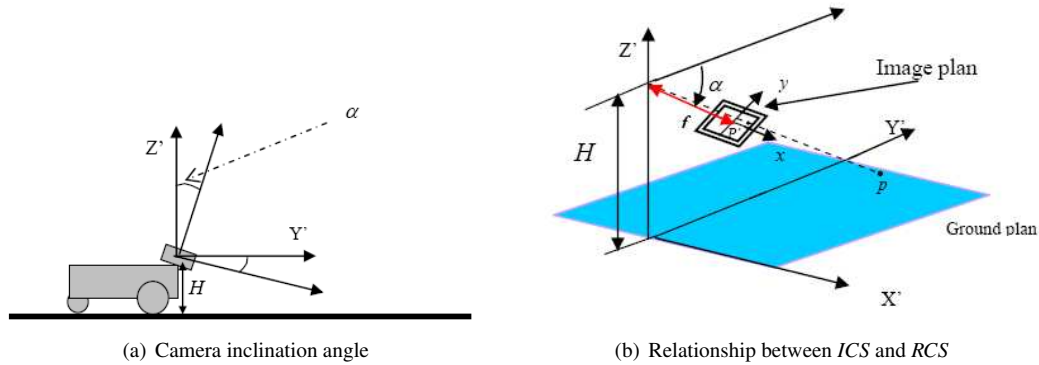 α
Z'
Y'
H
Z'
α
y
Image plan
f
P'
Y'
H
x
p
Ground plan
X'
(a) Camera inclination angle
(b) Relationship between ICS and RCS